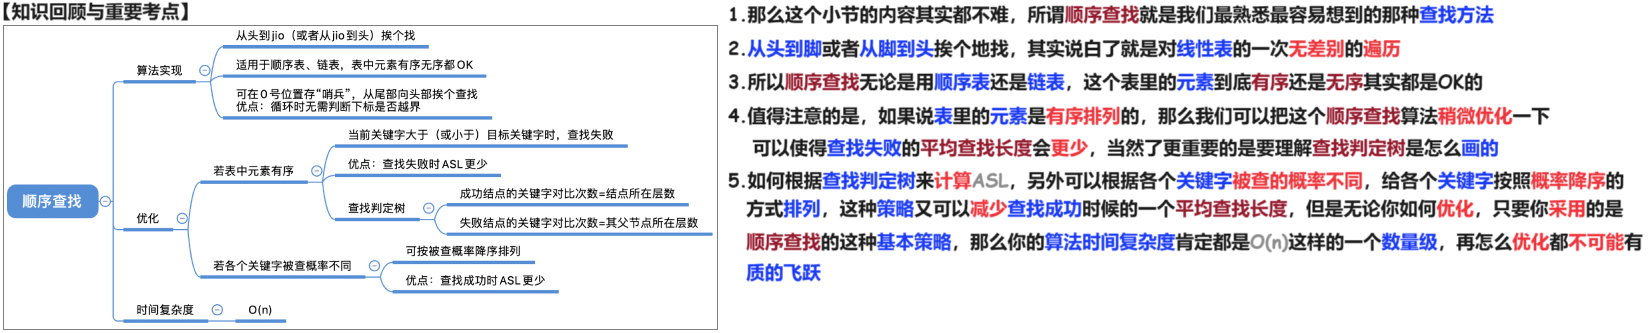 【知识回顾与重要考点】
顺序查找
算法实现
从头到jio（或者从jio到头）挨个找
适用于顺序表、链表，表中元素有序无序都OK
可在0号位置存“哨兵”，从尾部向头部挨个查找
优点：循环时无需判断下标是否越界
优化
若表中元素有序
当前关键字大于（或小于）目标关键字时，查找失败
优点：查找失败时ASL更少
查找判定树
成功结点的关键字对比次数=结点所在层数
失败结点的关键字对比次数=其父节点所在层数
若各个关键字被查概率不同
可按被查概率降序排列
优点：查找成功时ASL更少
时间复杂度
O(n)
1.那么这个小节的内容其实都不难，所谓顺序查找就是我们最熟悉最容易想到的那种查找方法
2.从头到脚或者从脚到头挨个地找，其实说白了就是对线性表的一次无差别的遍历
3.所以顺序查找无论是用顺序表还是链表，这个表里的元素到底有序还是无序其实都是OK的
4.值得注意的是，如果说表里的元素是有序排列的，那么我们可以把这个顺序查找算法稍微优化一下
可以使得查找失败的平均查找长度会更少，当然了更重要的是要理解查找判定树是怎么画的
5.如何根据查找判定树来计算ASL，另外可以根据各个关键字被查的概率不同，给各个关键字按照概率降序的
方式排列，这种策略又可以减少查找成功时候的一个平均查找长度，但是无论你如何优化，只要你采用的是
顺序查找的这种基本策略，那么你的算法时间复杂度肯定都是O(n)这样的一个数量级，再怎么优化都不可能有
质的飞跃